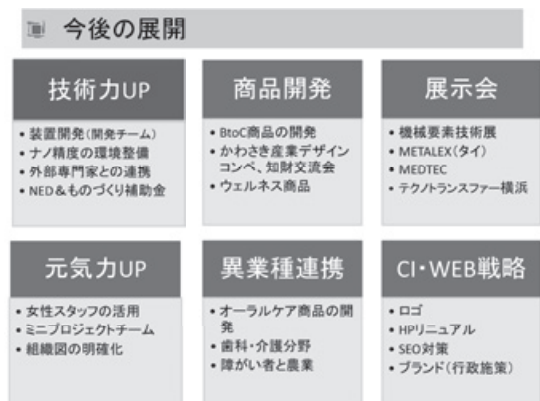 今後の展開
技術力UP
• 装置開発(開発チーム)
• ナノ精度の環境整備
• 外部専門家との連携
• NED&ものづくり補助金
商品開発
• BtoC商品の開発
• かわさき産業デザイン
コンペ、知財交流会
• ウェルネス商品
展示会
• 機械要素技術展
• METALEX(タイ)
• MEDTEC
• テクノトランスファー横浜
元気力UP
• 女性スタッフの活用
• ミニプロジェクトチーム
• 組織図の明確化
異業種連携
• オーラルケア商品の開
発
• 歯科・介護分野
• 障がい者と農業
CI・WEB戦略
• ロゴ
• HPリニュアル
• SEO対策
• ブランド(行政施策)